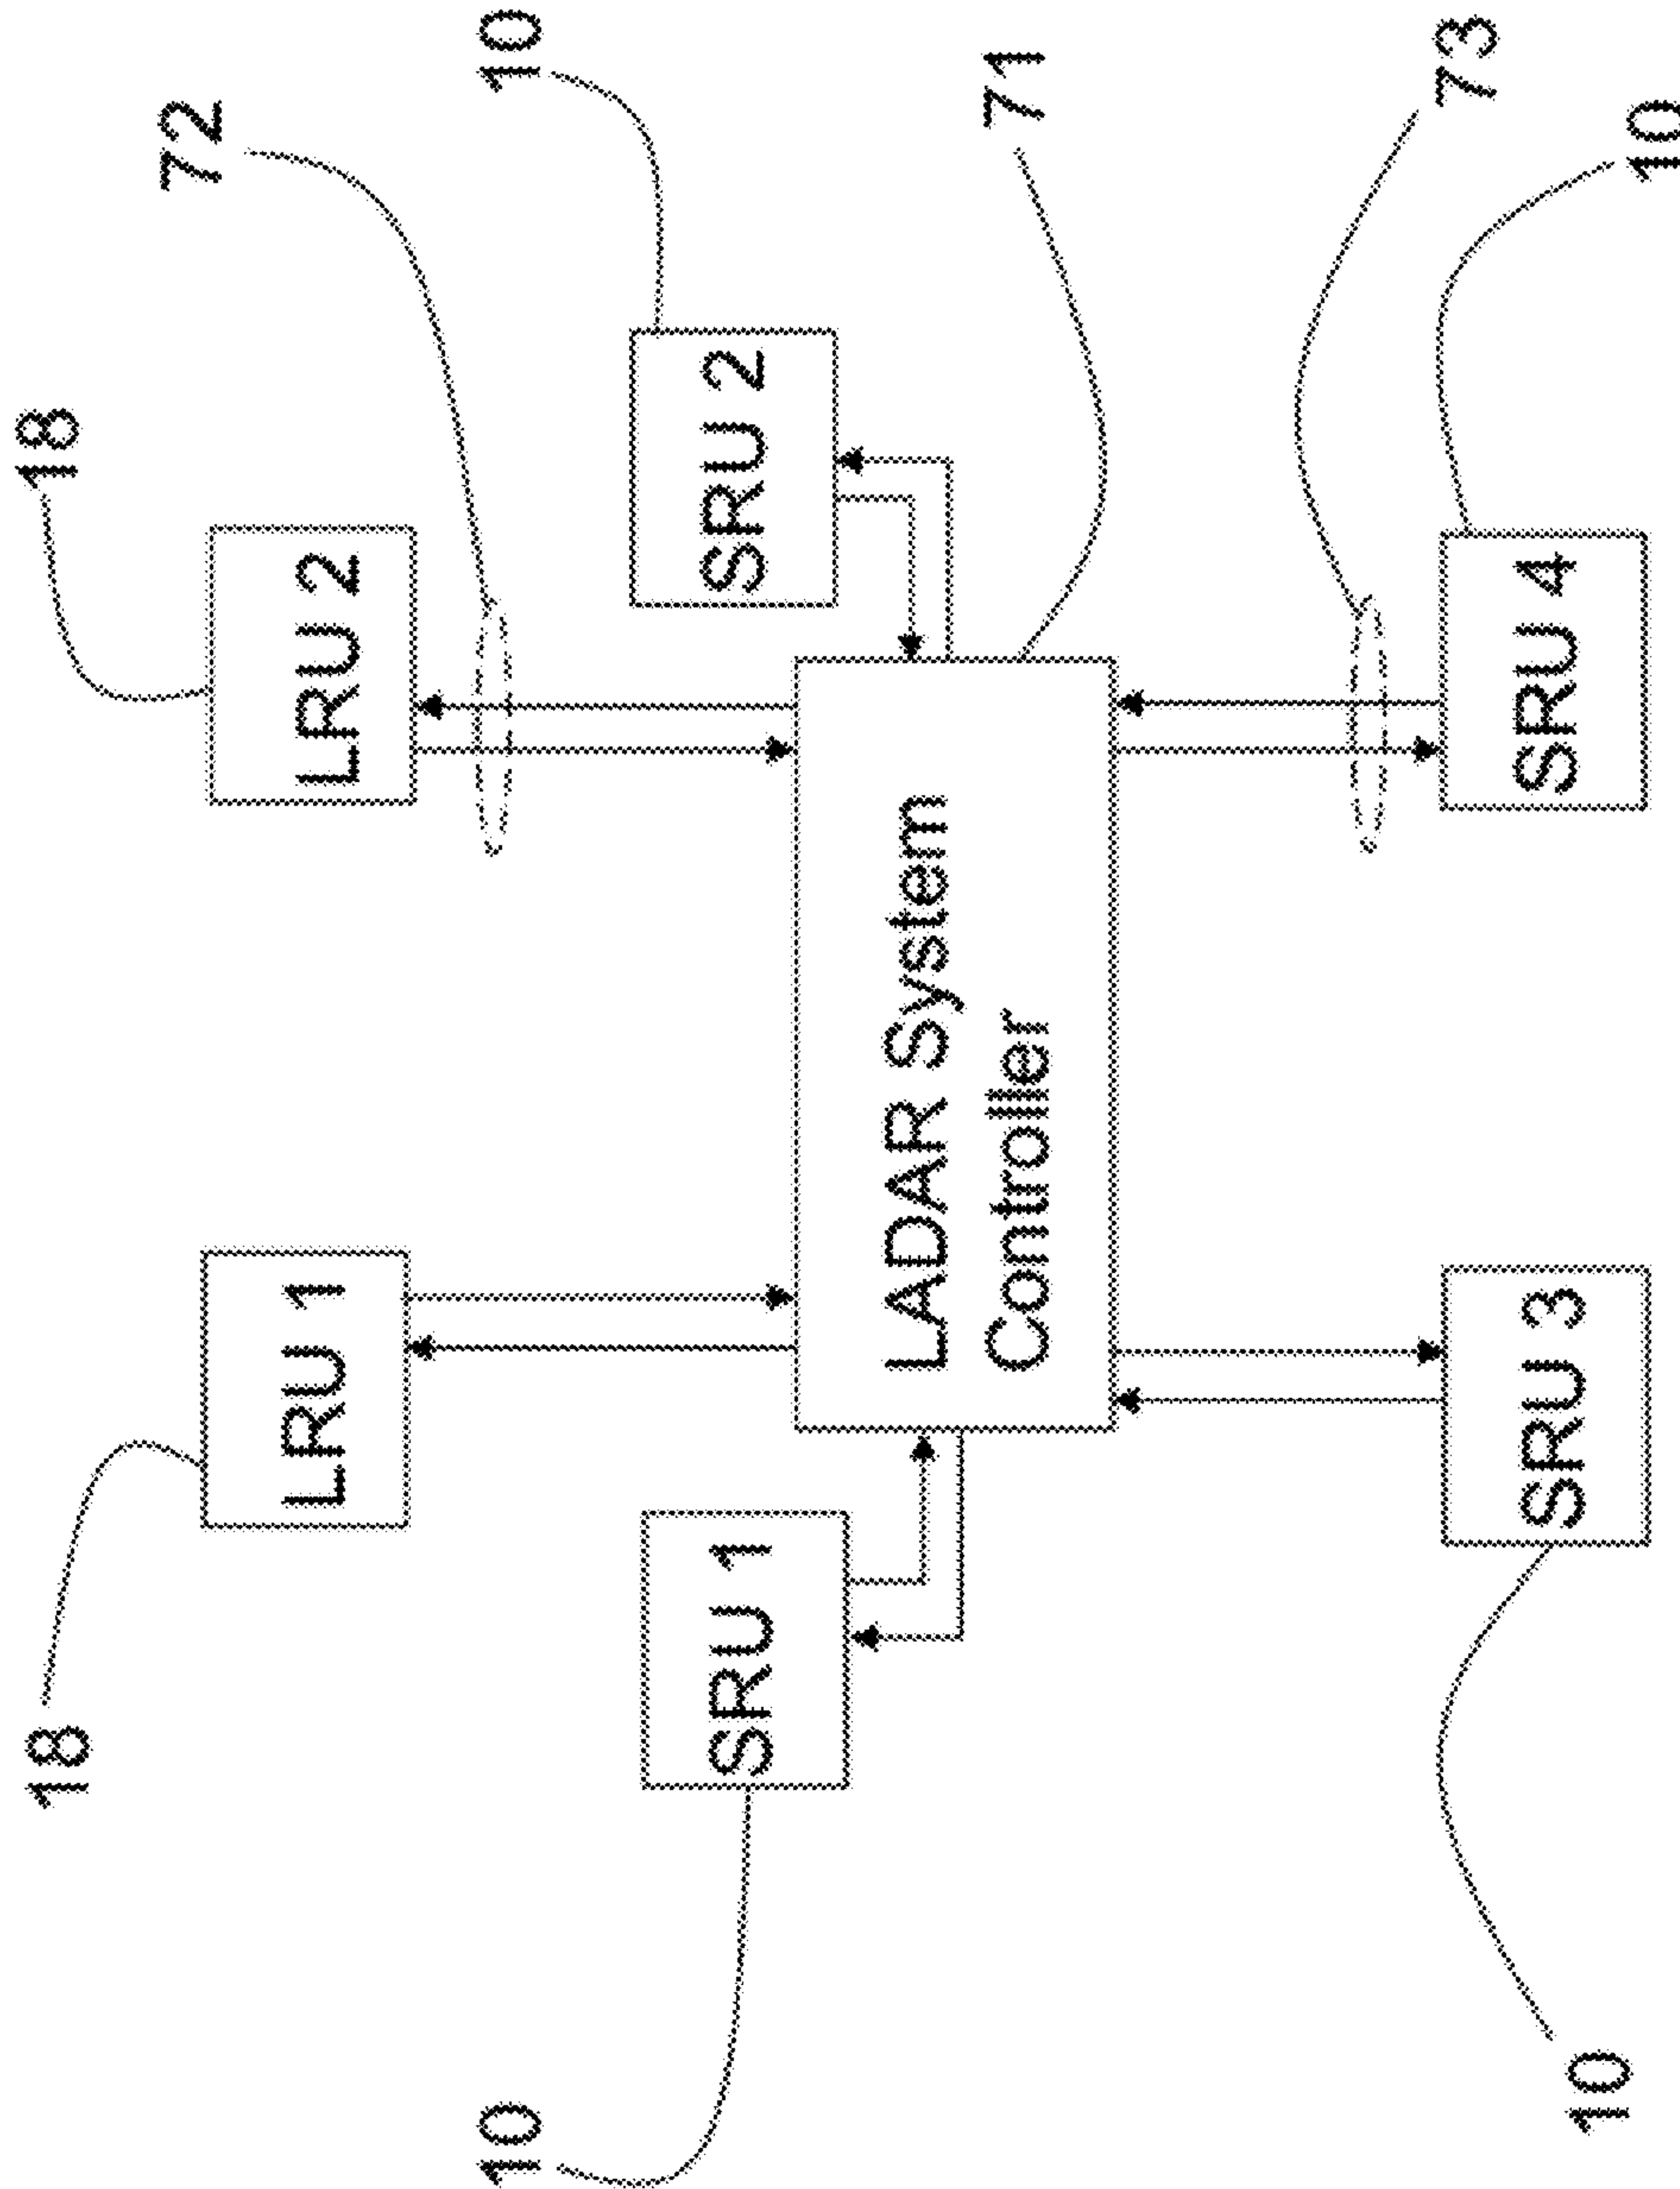 18
18
72
10
LRU 1
LRU 2
10
SRU 1
SRU 2
LADAR System
Controller
71
10
SRU 3
SRU 4
73
10
10